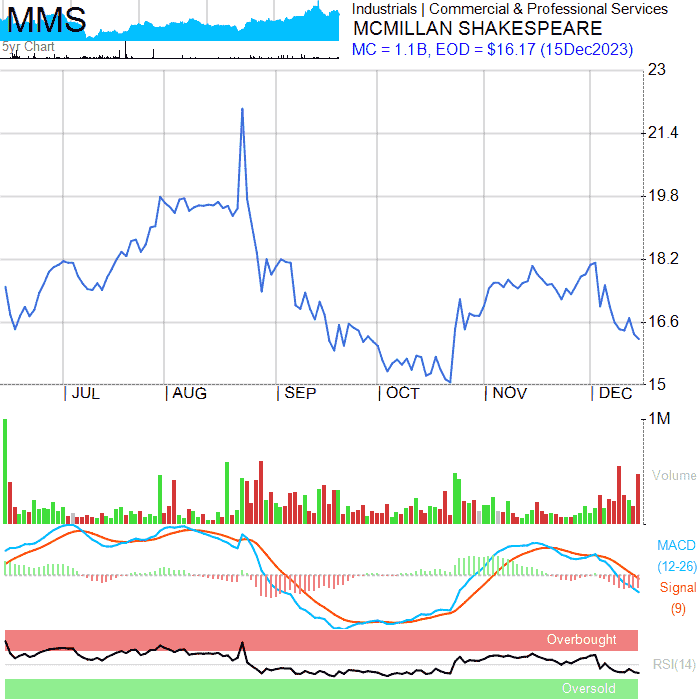 MMS
5yr Chart
Industrials | Commercial & Professional Services
MCMILLAN SHAKESPEARE
MC = 1.1B, EOD = $16.17 (15Dec2023)
23
21.4
19.8
18.2
16.6
15
| JUL | AUG | SEP | OCT | NOV | DEC
1M
Volume
MACD
(12-26)
Signal
(9)
Overbought
RSI(14)
Oversold